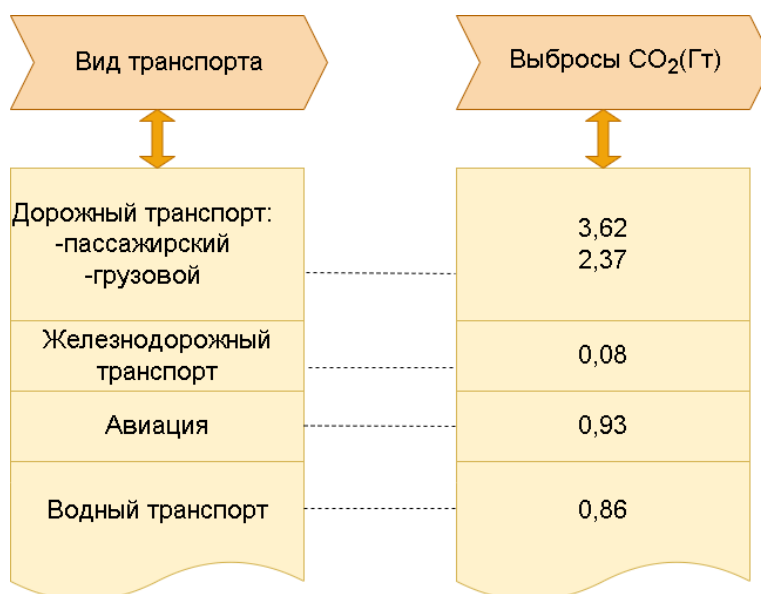 Вид транспорта
Выбросы CO₂(Гт)
Дорожный транспорт:
-пассажирский
-грузовой
3,62
2,37
Железнодорожный
транспорт
0,08
Авиация
0,93
Водный транспорт
0,86